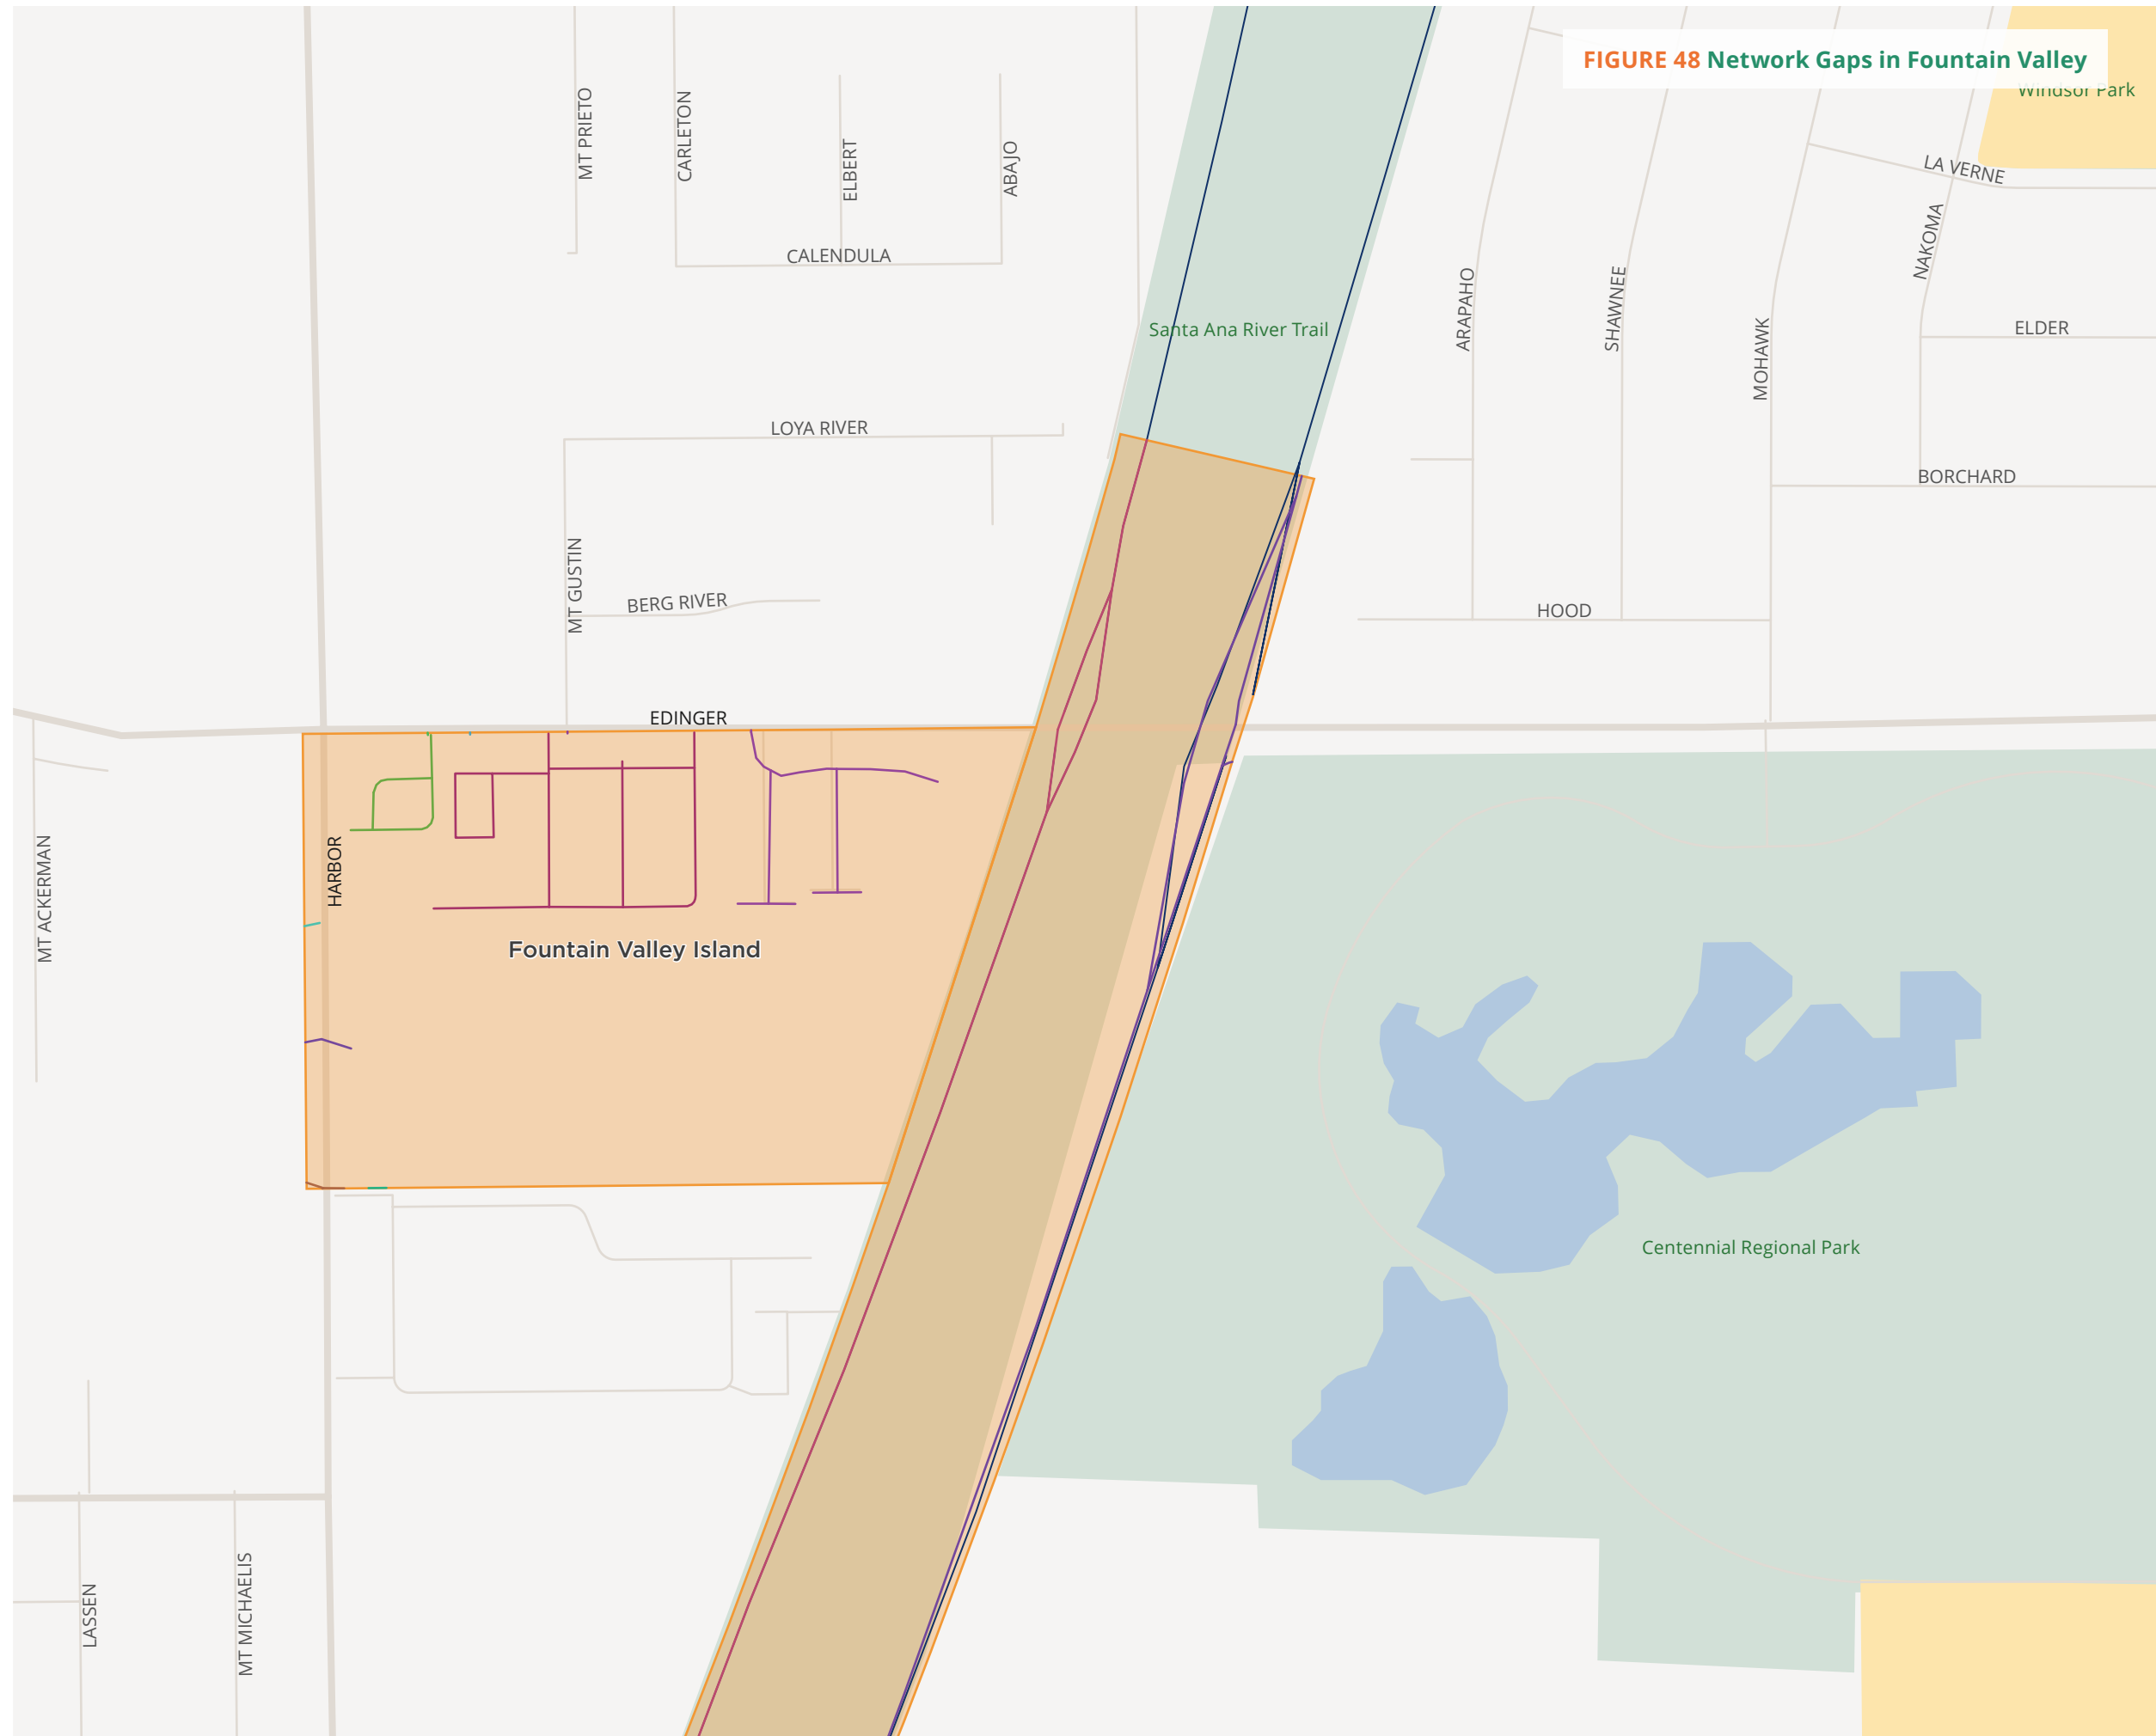 FIGURE 48 Network Gaps in Fountain Valley
Windsor Park
MT PRIETO
CARLETON
ELBERT
ABAJO
LA VERNE
NAKOMA
CALENDULA
Santa Ana River Trail
ARAPAHO
SHAWNEE
MOHAWK
ELDER
LOYA RIVER
BORCHARD
MT GUSTIN
BERG RIVER
HOOD
EDINGER
HARBOR
MT ACKERMAN
Fountain Valley Island
Centennial Regional Park
LASSEN
MT MICHAELIS